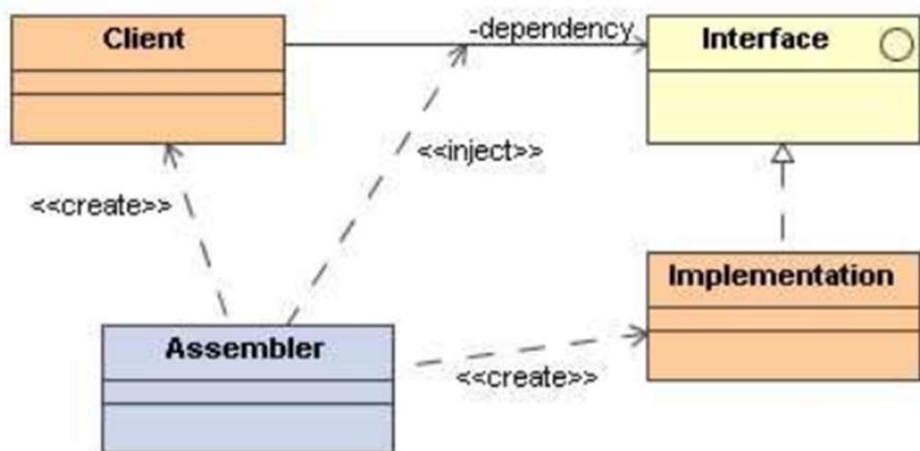 Client
-dependency
Interface
<<inject>>
<<create>>
Implementation
Assembler
<<create>>